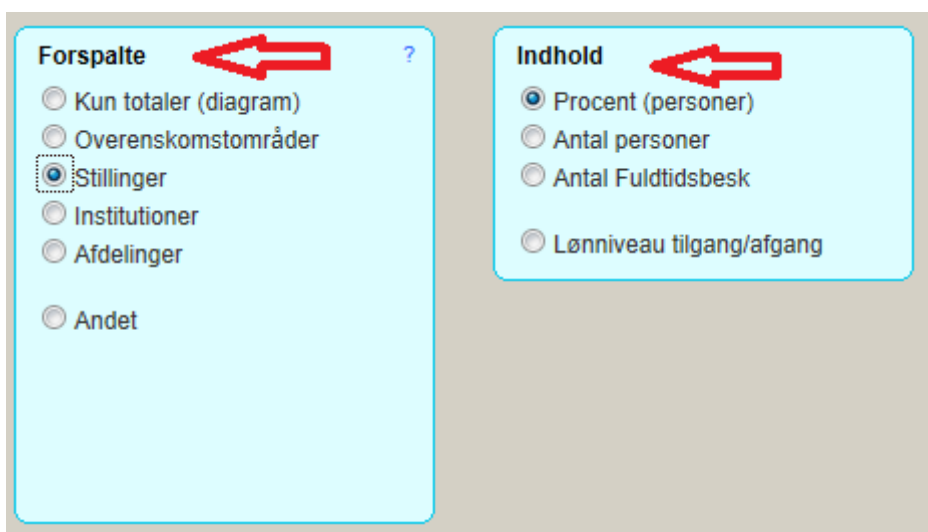 Forspalte ?
Kun totaler (diagram)
Overenskomstområder
Stillinger
Institutioner
Afdelinger
Andet
Indhold
Procent (personer)
Antal personer
Antal Fuldtidsbesk
Lønniveau tilgang/afgang